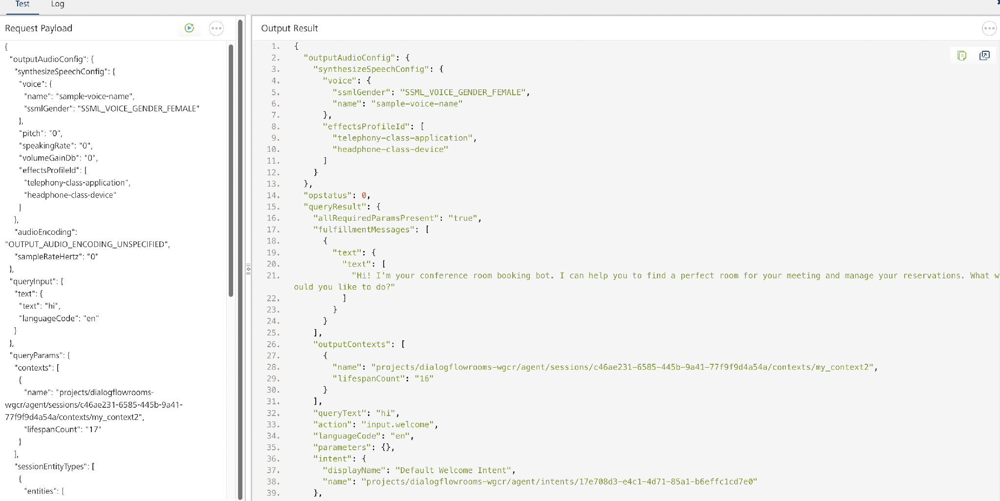 Test Log
Request Payload
{
"outputAudioConfig": {
"synthesizeSpeechConfig": {
"voice": {
"name": "sample-voice-name",
"ssmlGender": "SSML_VOICE_GENDER_FEMALE"
},
"pitch": "0",
"speakingRate": "0",
"volumeGainDb": "0",
"effectsProfileId": [
"telephony-class-application",
"headphone-class-device"
]
},
"audioEncoding":
"OUTPUT_AUDIO_ENCODING_UNSPECIFIED",
"sampleRateHertz": "0"
},
"queryInput": {
"text": {
"text": "hi",
"languageCode": "en"
}
},
"queryParams": {
"contexts": [
{
"name": "projects/dialogflowrooms-
wgcr/agent/sessions/c46ae231-6585-445b-9a41-
77f9f9d4a54a/contexts/my_context2",
"lifespanCount": "17"
}
],
"sessionEntityTypes": [
{
"entities": [
Output Result
1. {
2. "outputAudioConfig": {
3. "synthesizeSpeechConfig": {
4. "voice": {
5. "ssmlGender": "SSML_VOICE_GENDER_FEMALE",
6. "name": "sample-voice-name"
7. },
8. "effectsProfileId": [
9. "telephony-class-application",
10. "headphone-class-device"
11. ]
12. }
13. },
14. "opstatus": 0,
15. "queryResult": {
16. "allRequiredParamsPresent": "true",
17. "fulfillmentMessages": [
18. {
19. "text": {
20. "text": [
21. "Hi! I'm your conference room booking bot. I can help you to find a perfect room for your meeting and manage your reservations. What w
ould you like to do?"
22. ]
23. }
24. }
25. ],
26. "outputContexts": [
27. {
28. "name": "projects/dialogflowrooms-wgcr/agent/sessions/c46ae231-6585-445b-9a41-77f9f9d4a54a/contexts/my_context2",
29. "lifespanCount": "16"
30. }
31. ],
32. "queryText": "hi",
33. "action": "input.welcome",
34. "languageCode": "en",
35. "parameters": {},
36. "intent": {
37. "displayName": "Default Welcome Intent",
38. "name": "projects/dialogflowrooms-wgcr/agent/intents/17e708d3-e4c1-4d71-85a1-b6effc1cd7e0"
39. },